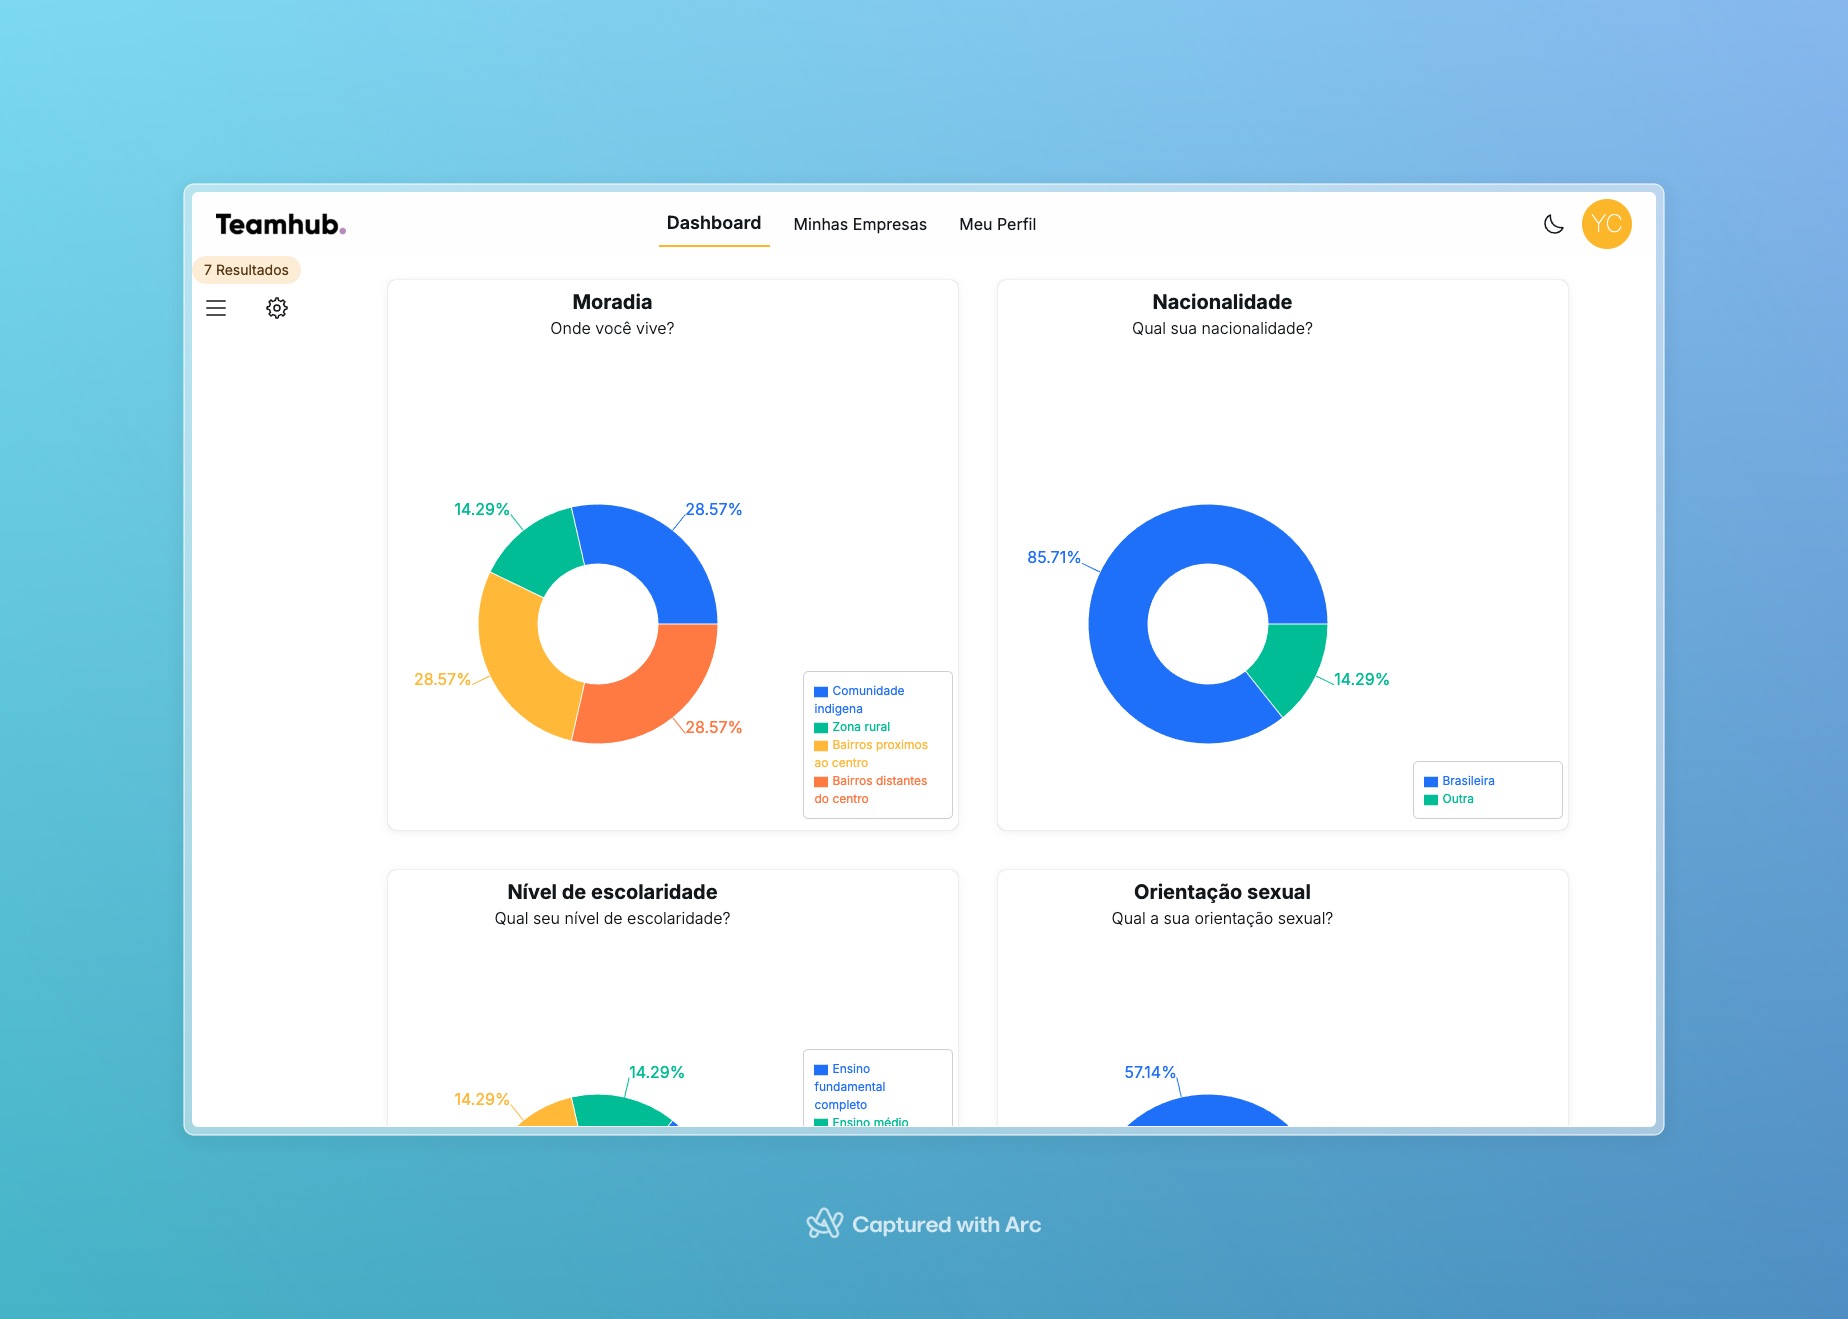 Teamhub.
Dashboard
Minhas Empresas
Meu Perfil
YC
7 Resultados
Moradia
Onde você vive?
14.29%
28.57%
28.57%
28.57%
Comunidade
indigena
Zona rural
Bairros proximos
ao centro
Bairros distantes
do centro
Nacionalidade
Qual sua nacionalidade?
85.71%
14.29%
Brasileira
Outra
Nível de escolaridade
Qual seu nível de escolaridade?
14.29%
14.29%
Ensino
fundamental
completo
Ensino médio
Orientação sexual
Qual a sua orientação sexual?
57.14%
Captured with Arc